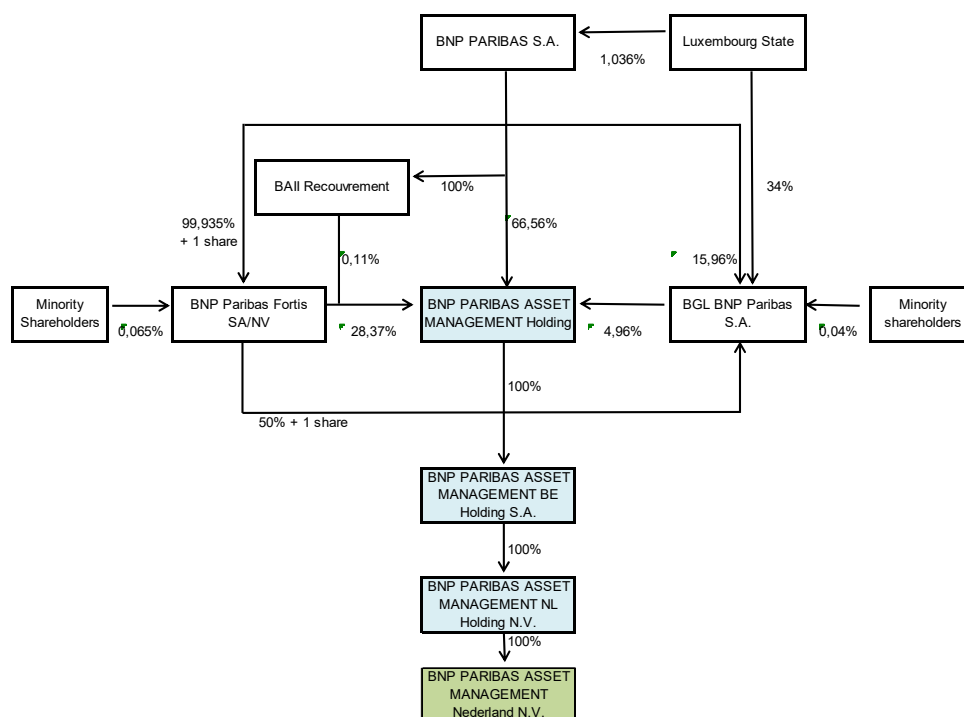 BNP PARIBAS S.A.
Luxembourg State
1,036%
BAII Recouvrement
100%
34%
99,935%
+ 1 share
66,56%
0,11%
15,96%
Minority
Shareholders
0,065%
BNP Paribas Fortis
SA/NV
28,37%
BNP PARIBAS ASSET
MANAGEMENT Holding
4,96%
BGL BNP Paribas
S.A.
0,04%
Minority
shareholders
100%
50% + 1 share
BNP PARIBAS ASSET
MANAGEMENT BE
Holding S.A.
100%
BNP PARIBAS ASSET
MANAGEMENT NL
Holding N.V.
100%
BNP PARIBAS ASSET
MANAGEMENT
Nederland N.V.